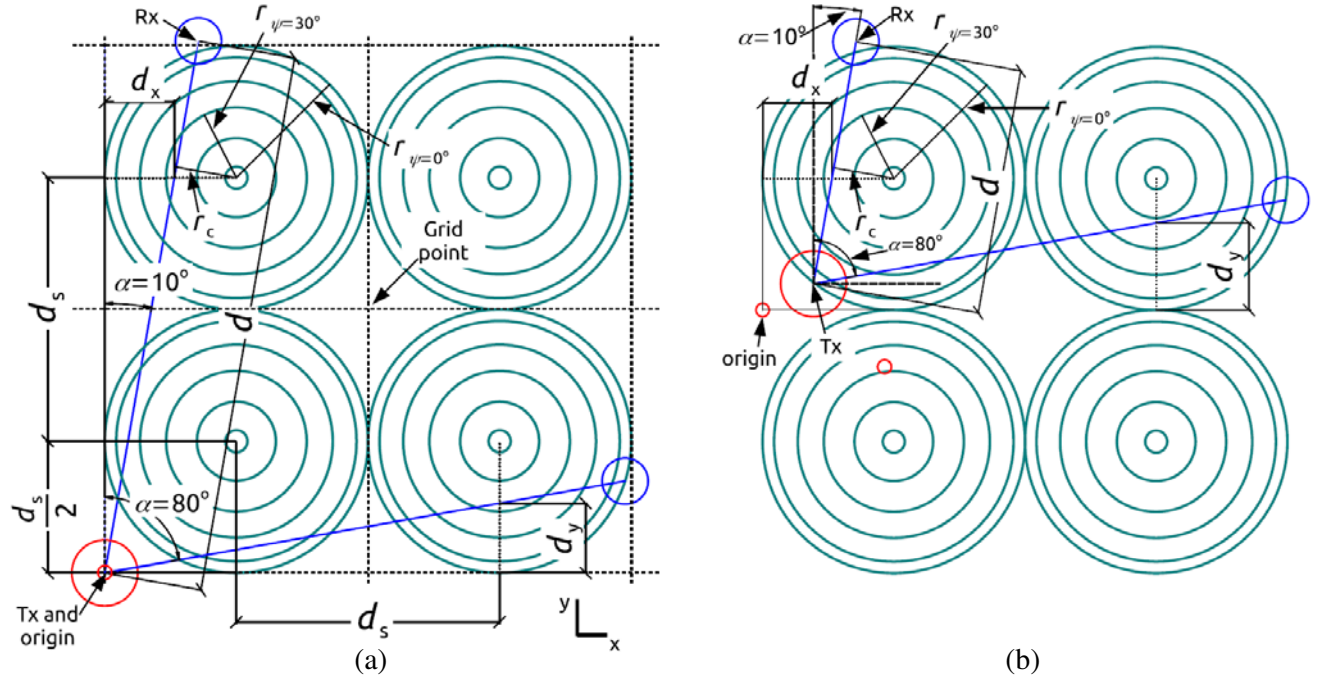 Rx
r ψ=30°
d x
r ψ=0°
r c
Grid
point
α=10°
d s
d
d s
2
α=80°
d y
Tx and
origin
d s
y
x
(a)
α=10°
Rx
r ψ=30°
d x
r ψ=0°
d
r c
α=80°
d y
origin
Tx
(b)